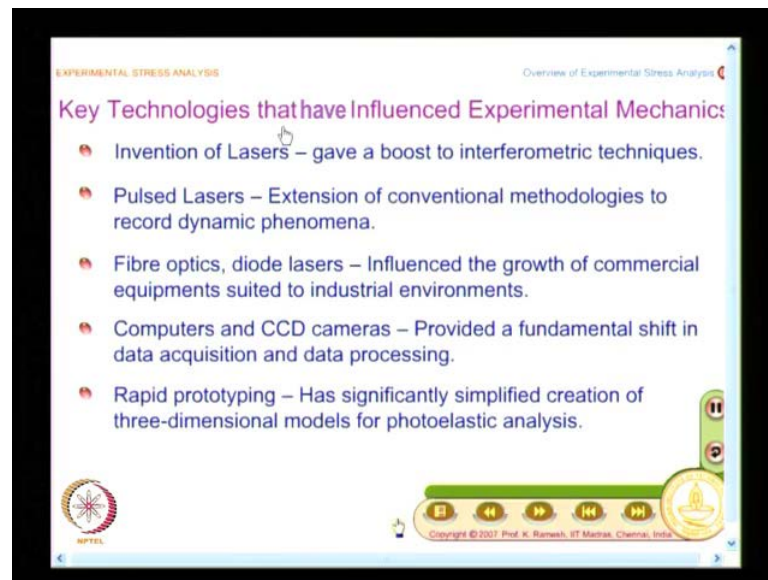 EXPERIMENTAL STRESS ANALYSIS
Overview of Experimental Stress Analysis
Key Technologies that have Influenced Experimental Mechanics
Invention of Lasers – gave a boost to interferometric techniques.
Pulsed Lasers – Extension of conventional methodologies to
record dynamic phenomena.
Fibre optics, diode lasers – Influenced the growth of commercial
equipments suited to industrial environments.
Computers and CCD cameras – Provided a fundamental shift in
data acquisition and data processing.
Rapid prototyping – Has significantly simplified creation of
three-dimensional models for photoelastic analysis.
NPTEL
Copyright © 2007 Prof. K. Ramesh, IIT Madras, Chennai, India